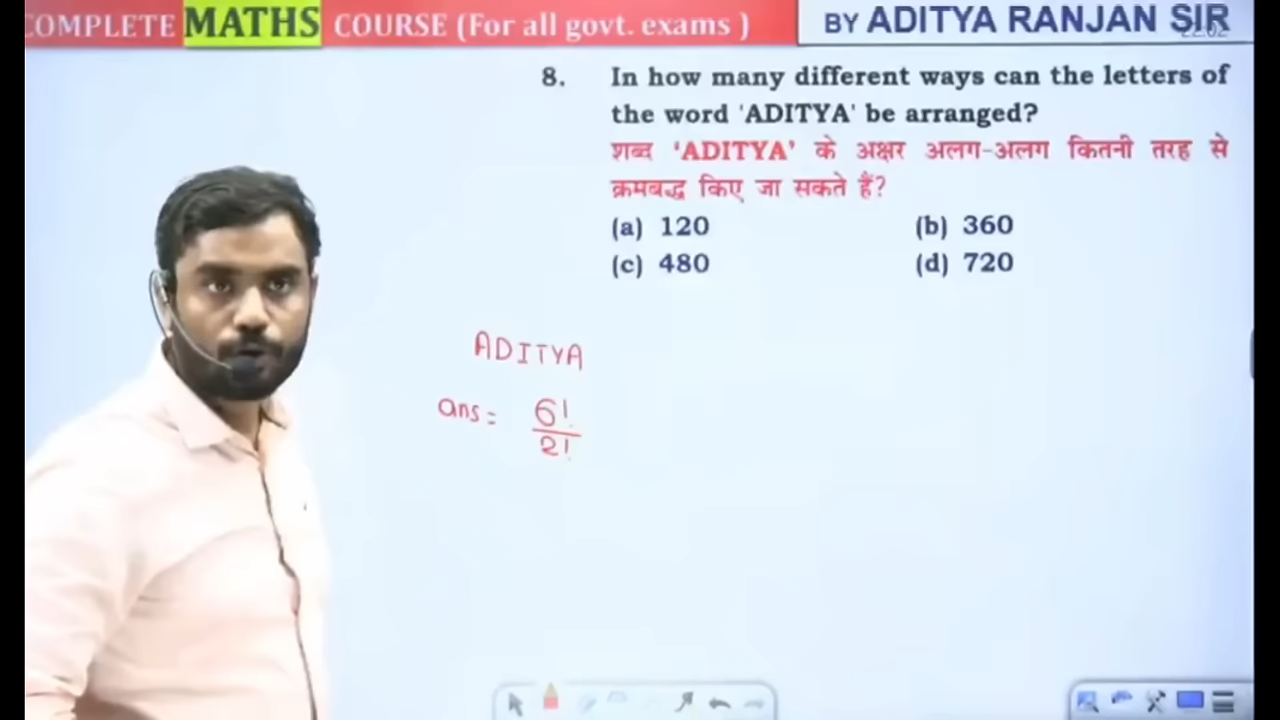 COMPLETE MATHS COURSE (For all govt. exams )
BY ADITYA RANJAN SIR
8. In how many different ways can the letters of
the word 'ADITYA' be arranged?
शब्द 'ADITYA' के अक्षर अलग-अलग कितनी तरह से
क्रमबद्ध किए जा सकते हैं?
(a) 120 (b) 360
(c) 480 (d) 720
ADITYA
ans = 6!
2!